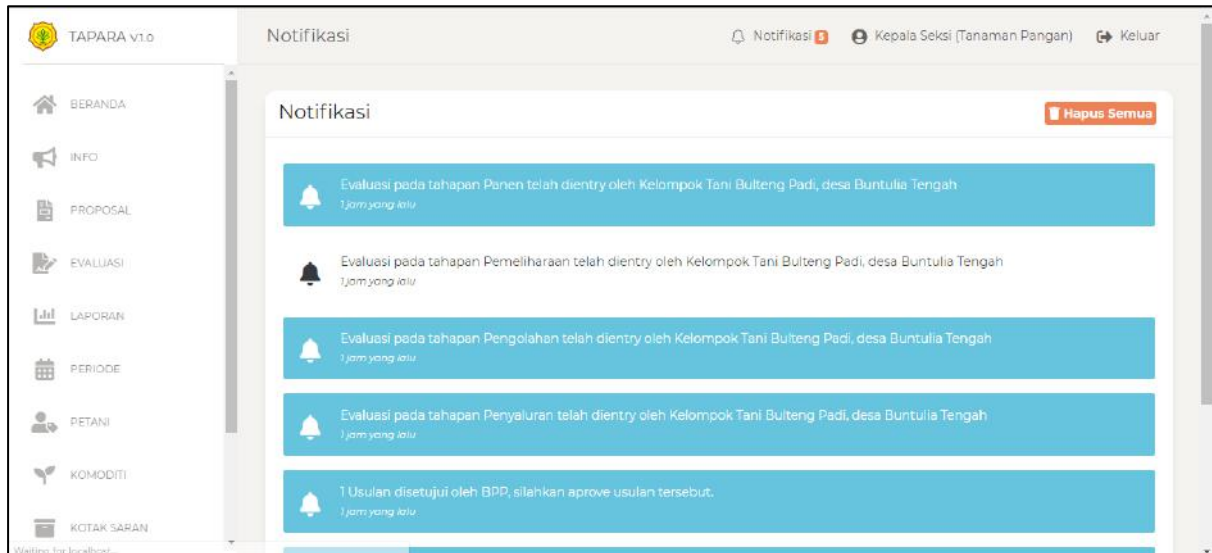 TAPARA V1.0
Notifikasi
Notifikasi 5
Kepala Seksi (Tanaman Pangan)
Keluar
BERANDA
INFO
PROPOSAL
EVALUASI
LAPORAN
PERIODE
PETANI
KOMODITI
KOTAK SARAN
Waiting for localhost...
Notifikasi
Hapus Semua
Evaluasi pada tahapan Panen telah dientry oleh Kelompok Tani Bulteng Padi, desa Buntulia Tengah
1 jam yang lalu
Evaluasi pada tahapan Pemeliharaan telah dientry oleh Kelompok Tani Bulteng Padi, desa Buntulia Tengah
1 jam yang lalu
Evaluasi pada tahapan Pengolahan telah dientry oleh Kelompok Tani Bulteng Padi, desa Buntulia Tengah
1 jam yang lalu
Evaluasi pada tahapan Penyaluran telah dientry oleh Kelompok Tani Bulteng Padi, desa Buntulia Tengah
1 jam yang lalu
1 Usulan disetujui oleh BPP, silahkan aprove usulan tersebut.
1 jam yang lalu